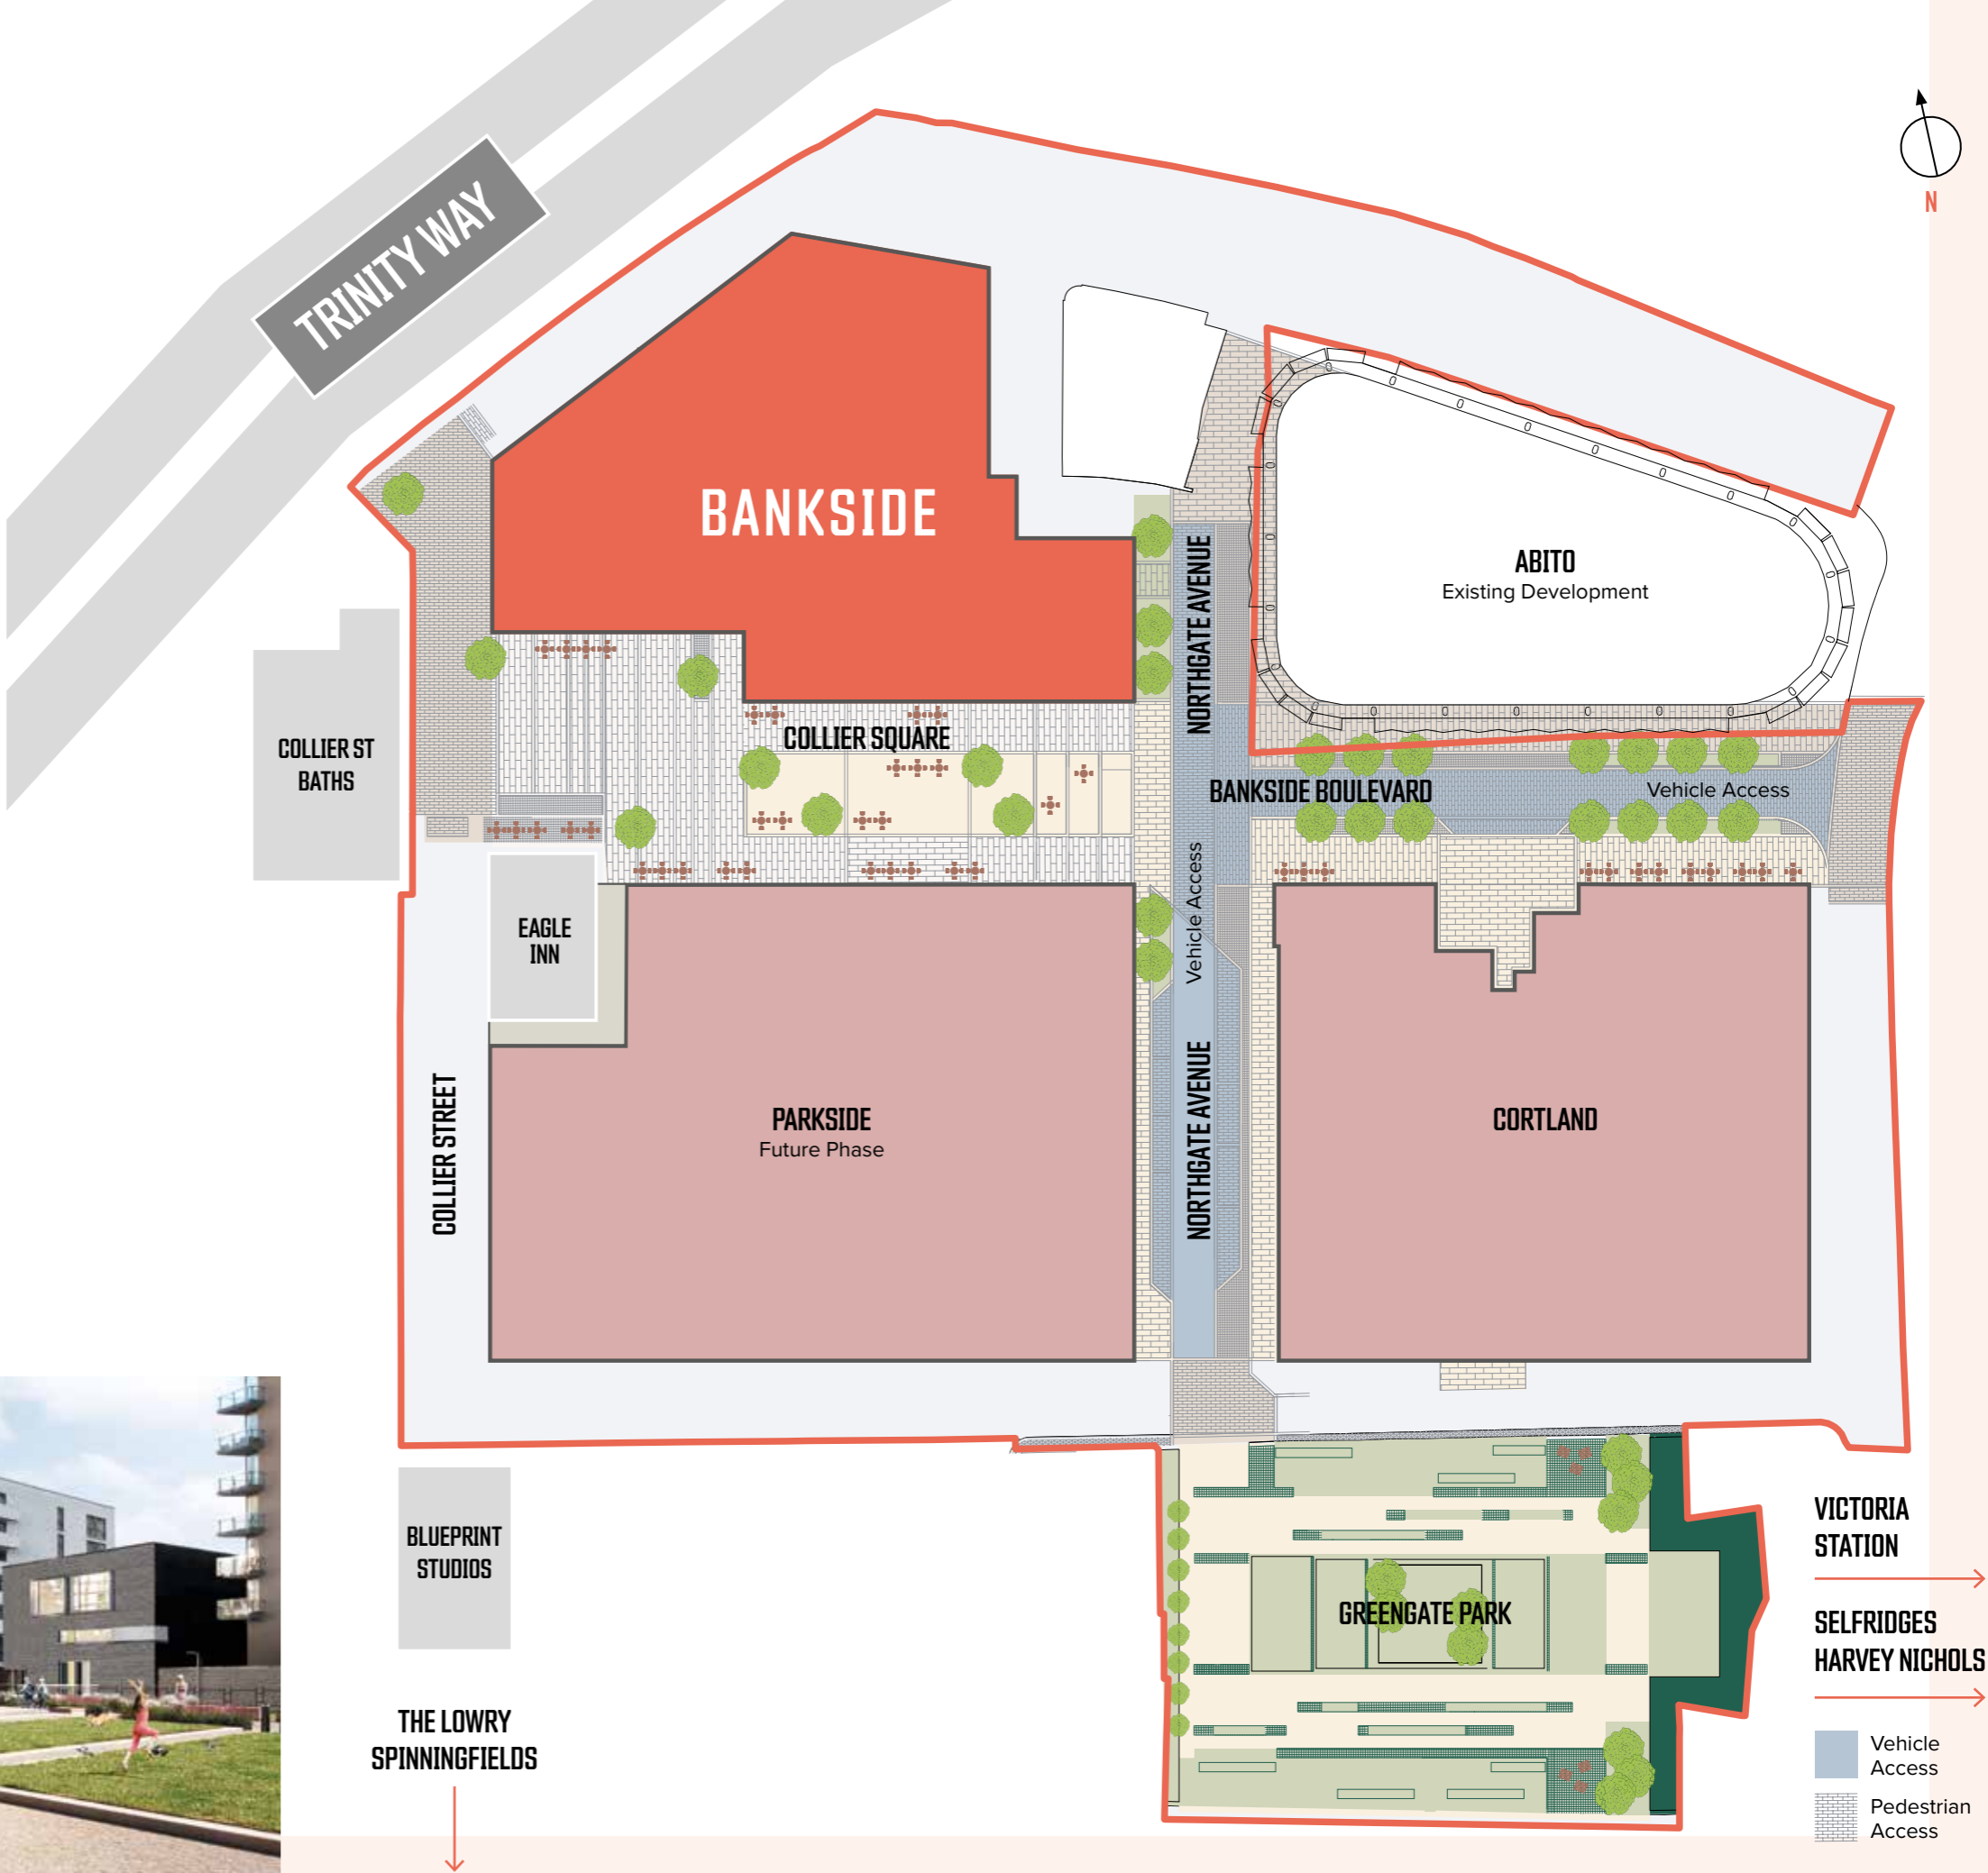 TRINITY WAY
N
BANKSIDE
NORTHGATE AVENUE
ABITO
Existing Development
COLLIER ST
BATHS
COLLIER SQUARE
BANKSIDE BOULEVARD
Vehicle Access
Vehicle Access
EAGLE
INN
COLLIER STREET
PARKSIDE
Future Phase
NORTHGATE AVENUE
CORTLAND
BLUEPRINT
STUDIOS
GREENGATE PARK
VICTORIA
STATION
SELFRIDGES
HARVEY NICHOLS
THE LOWRY
SPINNINGFIELDS
Vehicle
Access
Pedestrian
Access